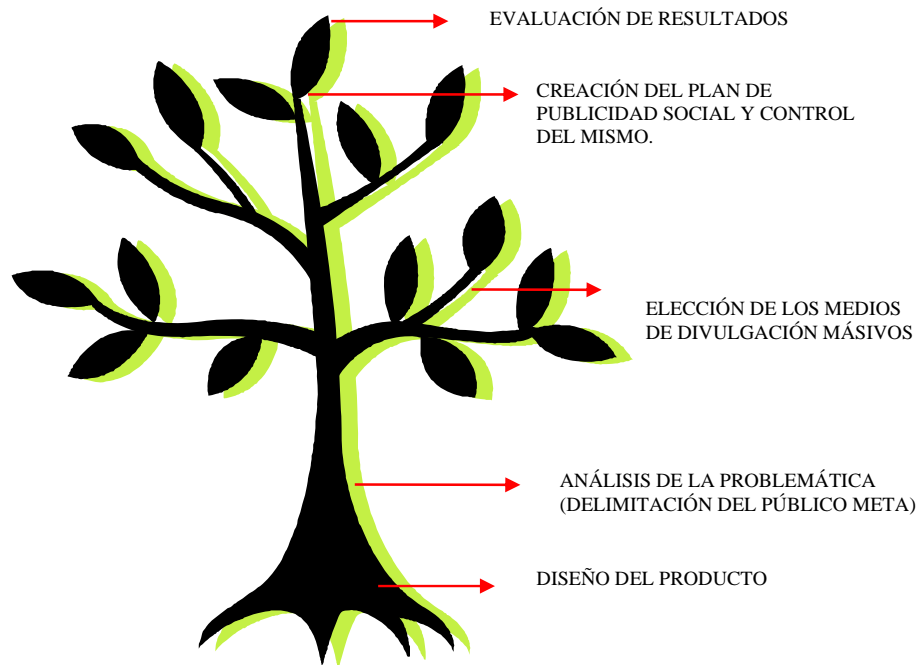 EVALUACIÓN DE RESULTADOS
CREACIÓN DEL PLAN DE
PUBLICIDAD SOCIAL Y CONTROL
DEL MISMO.
ELECCIÓN DE LOS MEDIOS
DE DIVULGACIÓN MÁSIVOS
ANÁLISIS DE LA PROBLEMÁTICA
(DELIMITACIÓN DEL PÚBLICO META)
DISEÑO DEL PRODUCTO